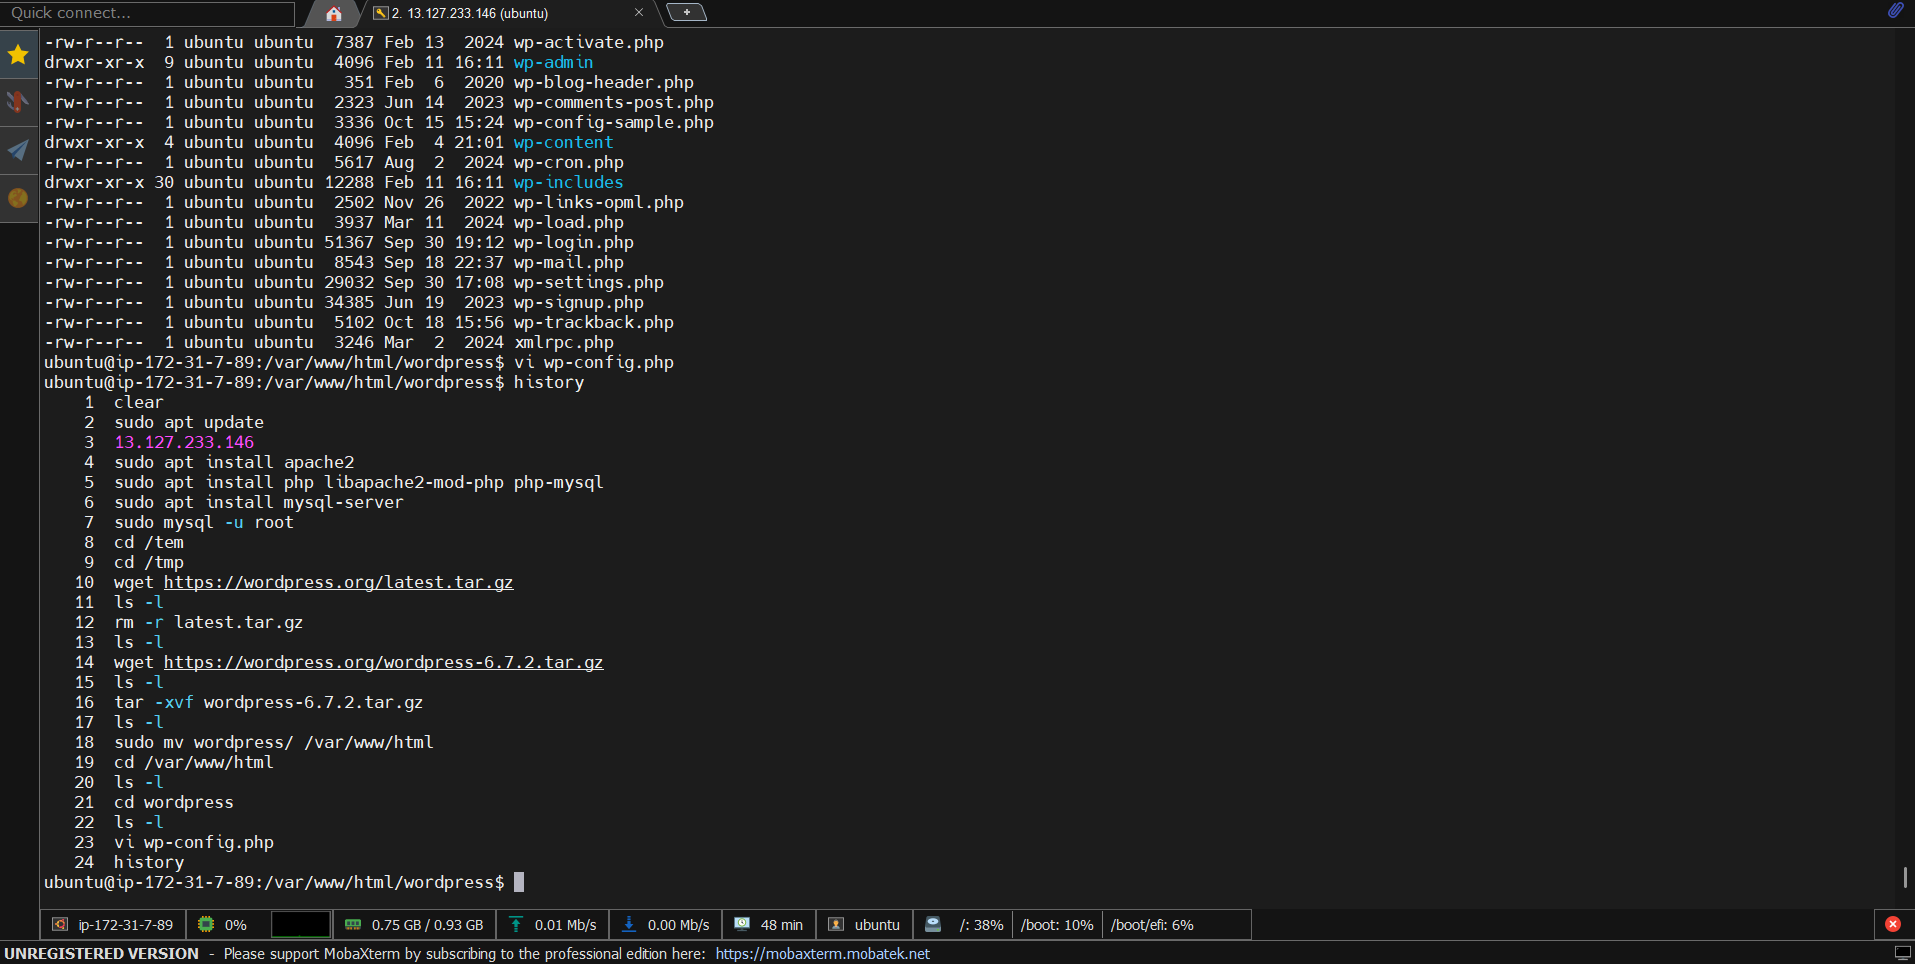 Quick connect...
2. 13.127.233.146 (ubuntu)
-rw-r--r--  1 ubuntu ubuntu  7387 Feb 13  2024 wp-activate.php
drwxr-xr-x  9 ubuntu ubuntu  4096 Feb 11 16:11 wp-admin
-rw-r--r--  1 ubuntu ubuntu   351 Feb  6  2020 wp-blog-header.php
-rw-r--r--  1 ubuntu ubuntu  2323 Jun 14  2023 wp-comments-post.php
-rw-r--r--  1 ubuntu ubuntu  3336 Oct 15 15:24 wp-config-sample.php
drwxr-xr-x  4 ubuntu ubuntu  4096 Feb  4 21:01 wp-content
-rw-r--r--  1 ubuntu ubuntu  5617 Aug  2  2024 wp-cron.php
drwxr-xr-x 30 ubuntu ubuntu 12288 Feb 11 16:11 wp-includes
-rw-r--r--  1 ubuntu ubuntu  2502 Nov 26  2022 wp-links-opml.php
-rw-r--r--  1 ubuntu ubuntu  3937 Mar 11  2024 wp-load.php
-rw-r--r--  1 ubuntu ubuntu 51367 Sep 30 19:12 wp-login.php
-rw-r--r--  1 ubuntu ubuntu  8543 Sep 18 22:37 wp-mail.php
-rw-r--r--  1 ubuntu ubuntu 29032 Sep 30 17:08 wp-settings.php
-rw-r--r--  1 ubuntu ubuntu 34385 Jun 19  2023 wp-signup.php
-rw-r--r--  1 ubuntu ubuntu  5102 Oct 18 15:56 wp-trackback.php
-rw-r--r--  1 ubuntu ubuntu  3246 Mar  2  2024 xmlrpc.php
ubuntu@ip-172-31-7-89:/var/www/html/wordpress$ vi wp-config.php
ubuntu@ip-172-31-7-89:/var/www/html/wordpress$ history
1  clear
2  sudo apt update
3  13.127.233.146
4  sudo apt install apache2
5  sudo apt install php libapache2-mod-php php-mysql
6  sudo apt install mysql-server
7  sudo mysql -u root
8  cd /tem
9  cd /tmp
10  wget https://wordpress.org/latest.tar.gz
11  ls -l
12  rm -r latest.tar.gz
13  ls -l
14  wget https://wordpress.org/wordpress-6.7.2.tar.gz
15  ls -l
16  tar -xvf wordpress-6.7.2.tar.gz
17  ls -l
18  sudo mv wordpress/ /var/www/html
19  cd /var/www/html
20  ls -l
21  cd wordpress
22  ls -l
23  vi wp-config.php
24  history
ubuntu@ip-172-31-7-89:/var/www/html/wordpress$
ip-172-31-7-89  0%  0.75 GB / 0.93 GB  0.01 Mb/s  0.00 Mb/s  48 min  ubuntu  /: 38%  /boot: 10%  /boot/efi: 6%
UNREGISTERED VERSION  -  Please support MobaXterm by subscribing to the professional edition here:  https://mobaxterm.mobatek.net